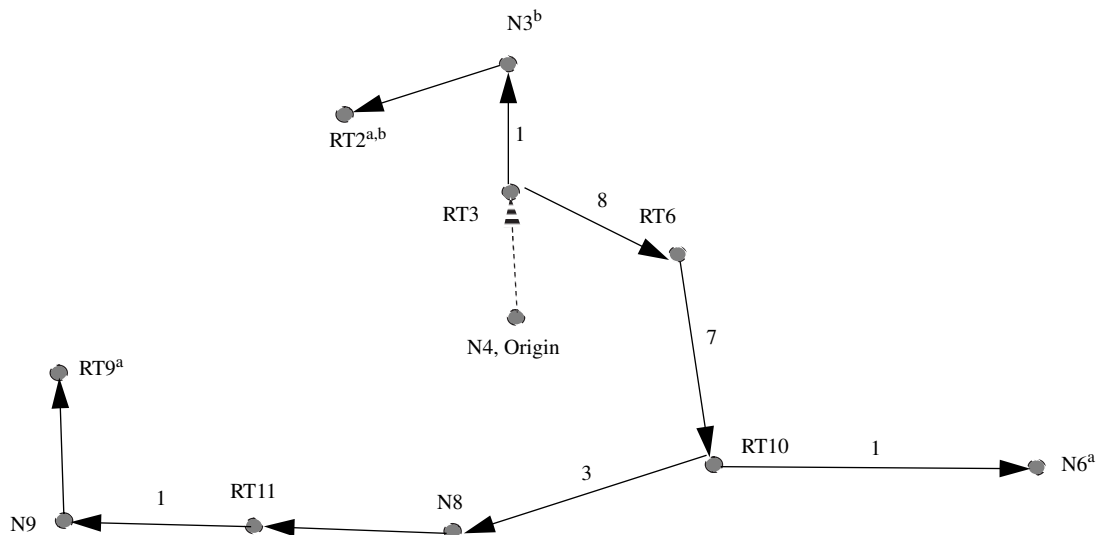 N3ᵇ
RT2ᵃ,ᵇ
1
RT3
8
RT6
N4, Origin
7
RT9ᵃ
RT10
1
N6ᵃ
3
N8
RT11
1
N9